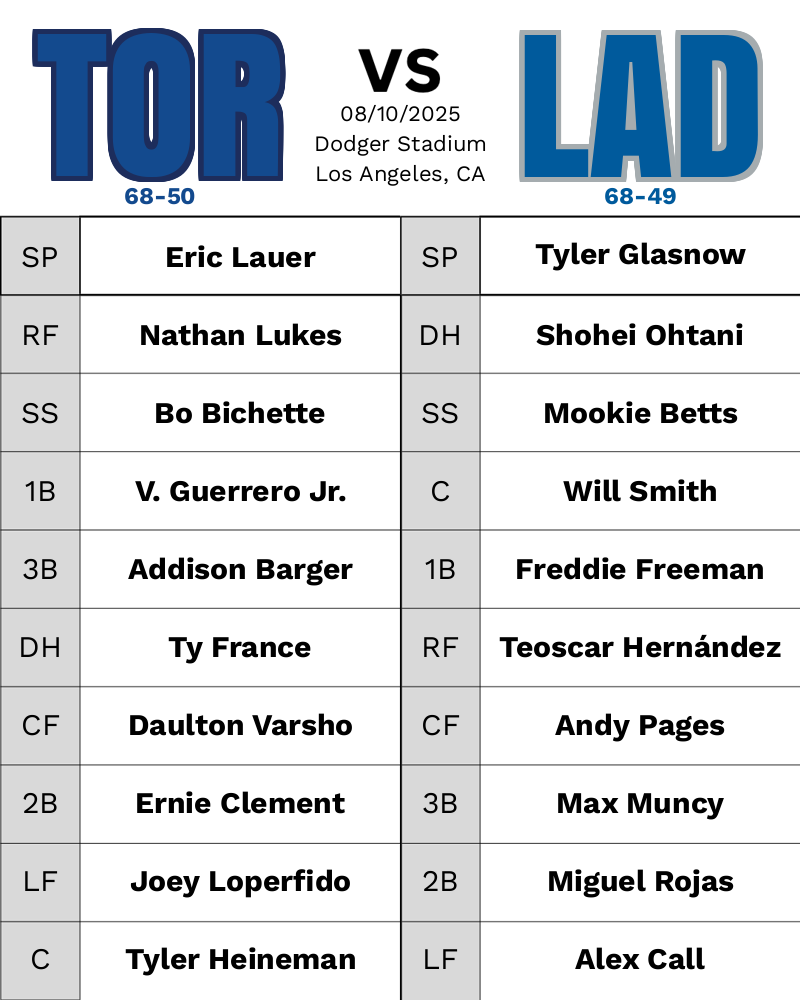 TOR
VS
LAD
08/10/2025
Dodger Stadium
Los Angeles, CA
68-50
68-49
SP Eric Lauer SP Tyler Glasnow
RF Nathan Lukes DH Shohei Ohtani
SS Bo Bichette SS Mookie Betts
1B V. Guerrero Jr. C Will Smith
3B Addison Barger 1B Freddie Freeman
DH Ty France RF Teoscar Hernández
CF Daulton Varsho CF Andy Pages
2B Ernie Clement 3B Max Muncy
LF Joey Loperfido 2B Miguel Rojas
C Tyler Heineman LF Alex Call